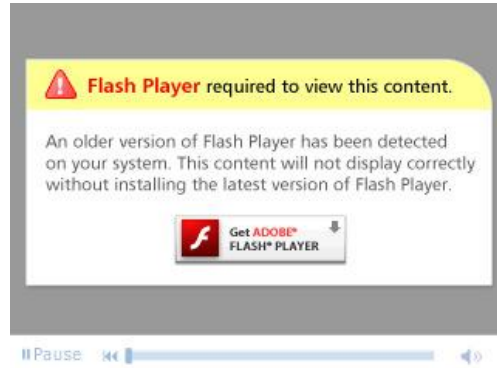 Flash Player required to view this content.
An older version of Flash Player has been detected
on your system. This content will not display correctly
without installing the latest version of Flash Player.
Get ADOBE®
FLASH® PLAYER
Pause